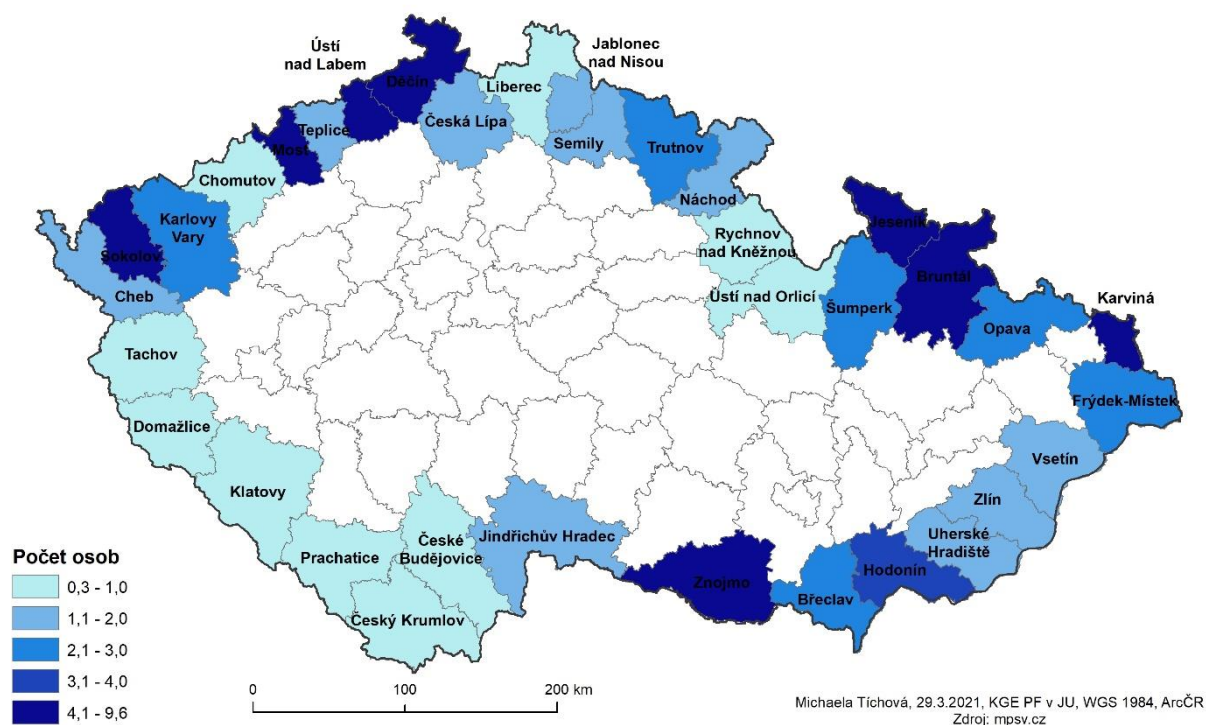 Ústí
nad Labem
Jablonec
nad Nisou
Děčín
Liberec
Teplice
Česká Lípa
Semily
Trutnov
Most
Chomutov
Náchod
Karlovy
Vary
Sokolov
Rychnov
nad Kněžnou
Jeseník
Cheb
Ústí nad Orlicí
Šumperk
Bruntál
Karviná
Opava
Tachov
Frýdek-Místek
Domažlice
Vsetín
Klatovy
Zlín
Jindřichův Hradec
České
Budějovice
Uherské
Hradiště
Prachatice
Hodonín
Znojmo
Břeclav
Český Krumlov
Počet osob
0,3 - 1,0
1,1 - 2,0
2,1 - 3,0
3,1 - 4,0
4,1 - 9,6
0 100 200 km
Michaela Tíchová, 29.3.2021, KGE PF v JU, WGS 1984, ArcČR
Zdroj: mpsv.cz